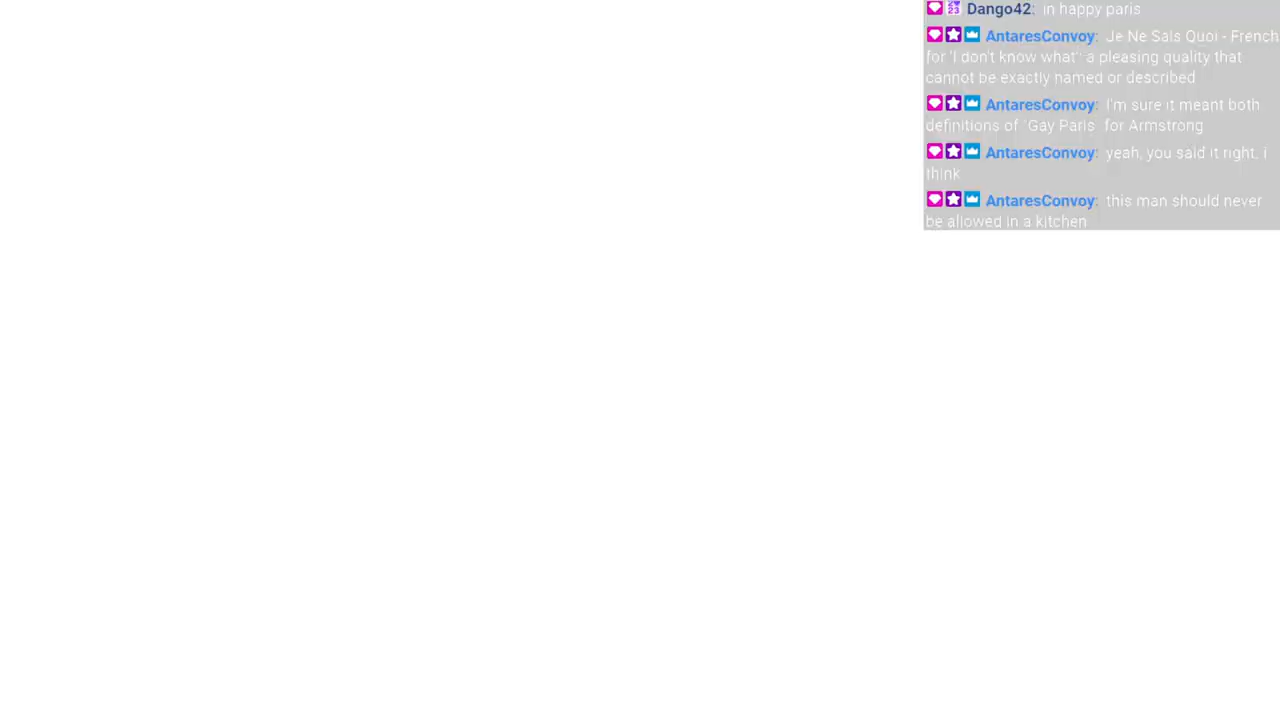 Dango42: in happy paris
AntaresConvoy: Je Ne Sais Quoi - French
for 'I don't know what': a pleasing quality that
cannot be exactly named or described
AntaresConvoy: I'm sure it meant both
definitions of "Gay Paris" for Armstrong
AntaresConvoy: yeah, you said it right, i
think
AntaresConvoy: this man should never
be allowed in a kitchen